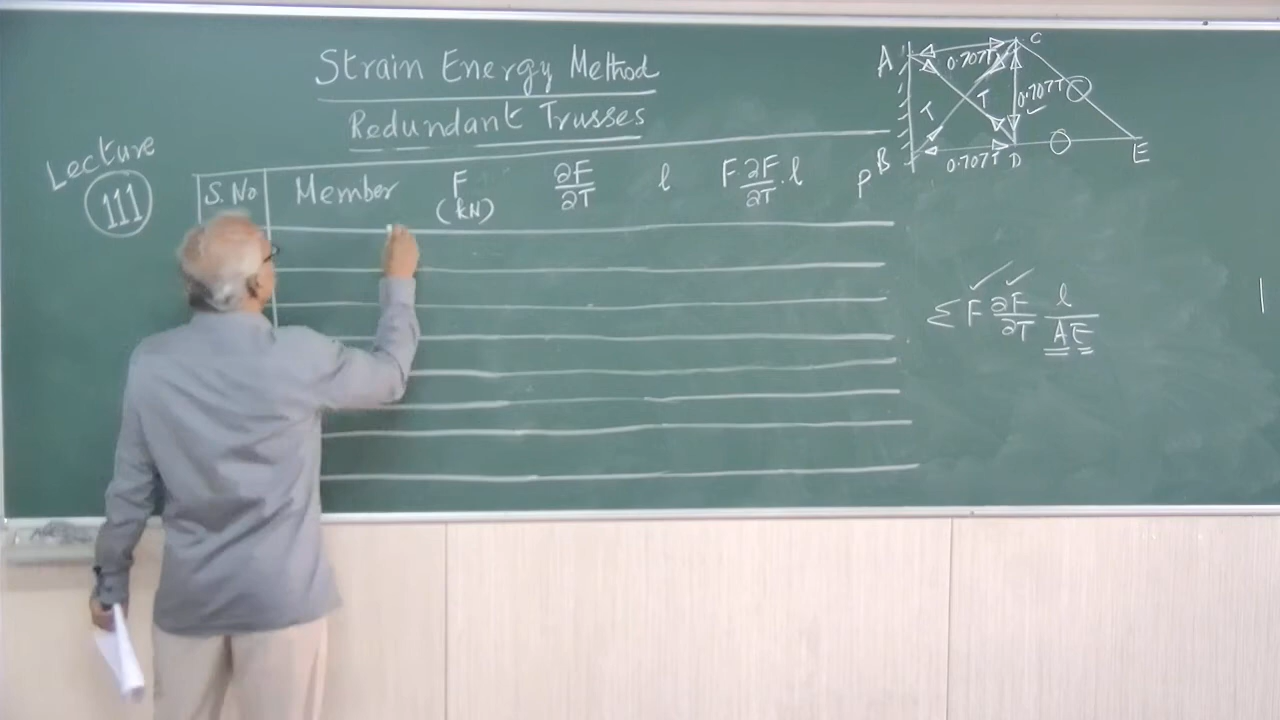 Strain Energy Method
Redundant Trusses
Lecture
111
S.No Member F (kN) ∂F/∂T l F·∂F/∂T·l P
A C
0.707T
T T 0.707T
B 0.707T D E
Σ F ∂F/∂T l/AE